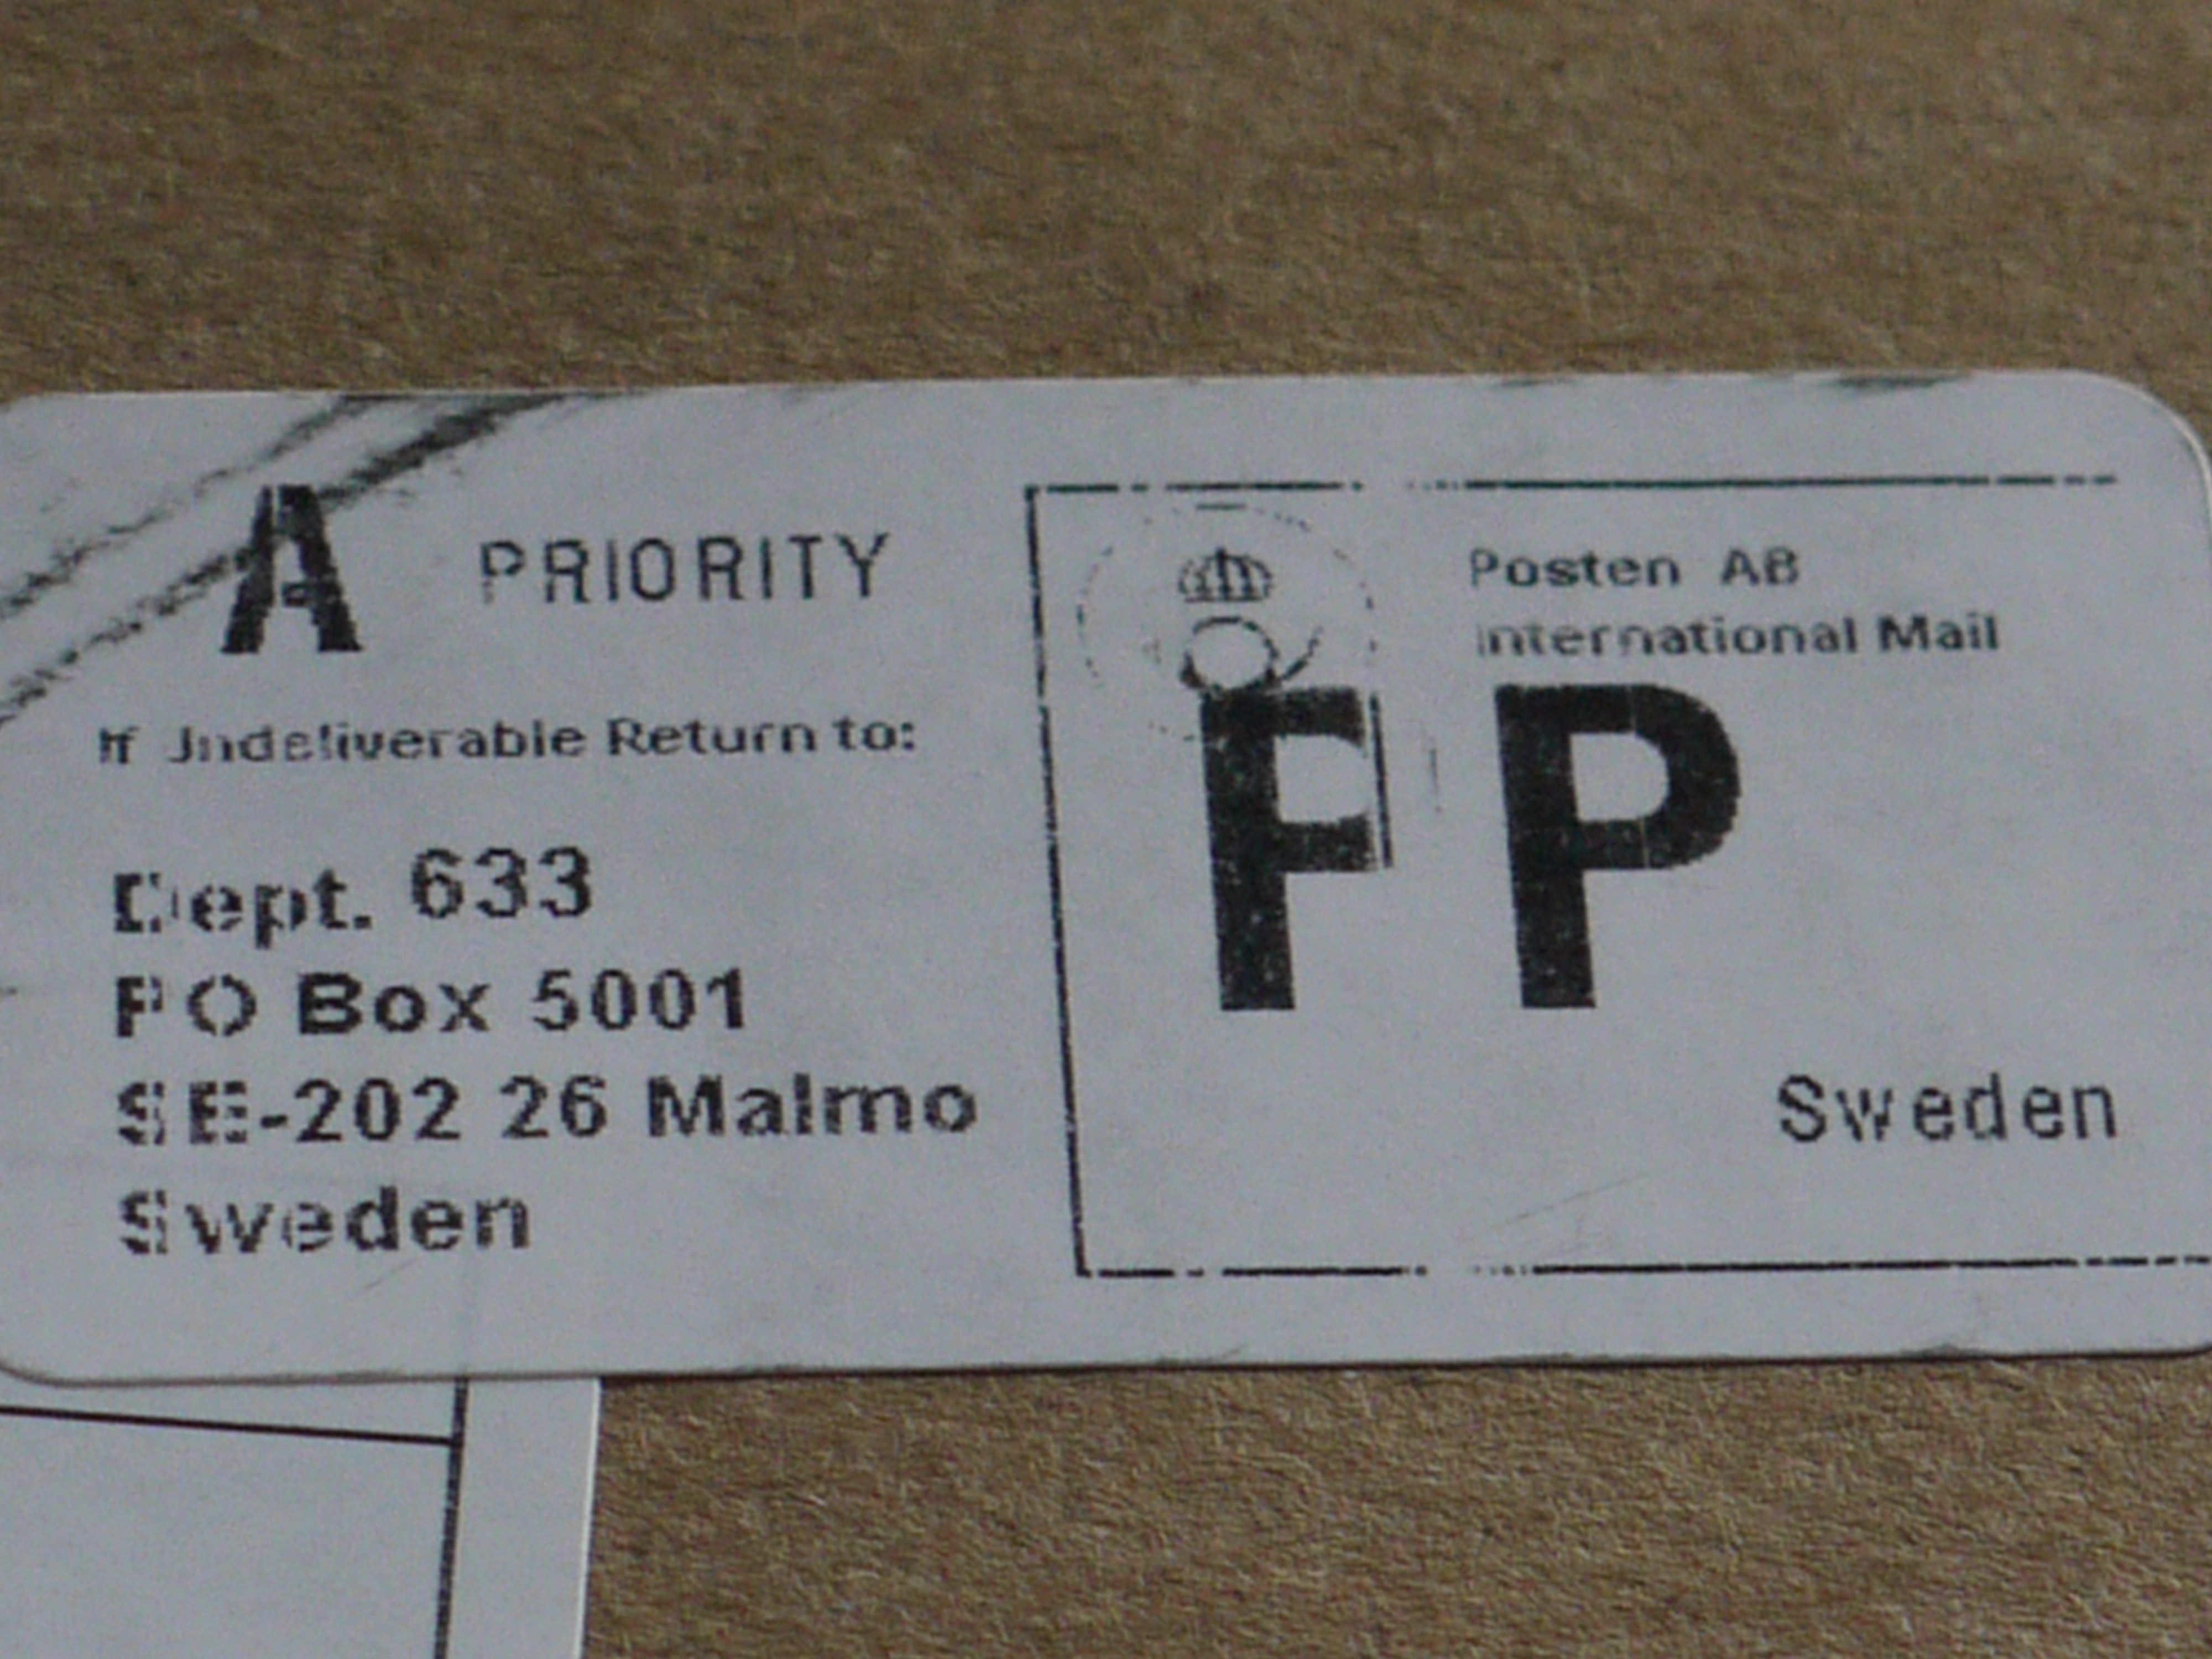 A PRIORITY
If Undeliverable Return to:
Dept. 633
PO Box 5001
SE-202 26 Malmo
Sweden
Posten AB
International Mail
PP
Sweden